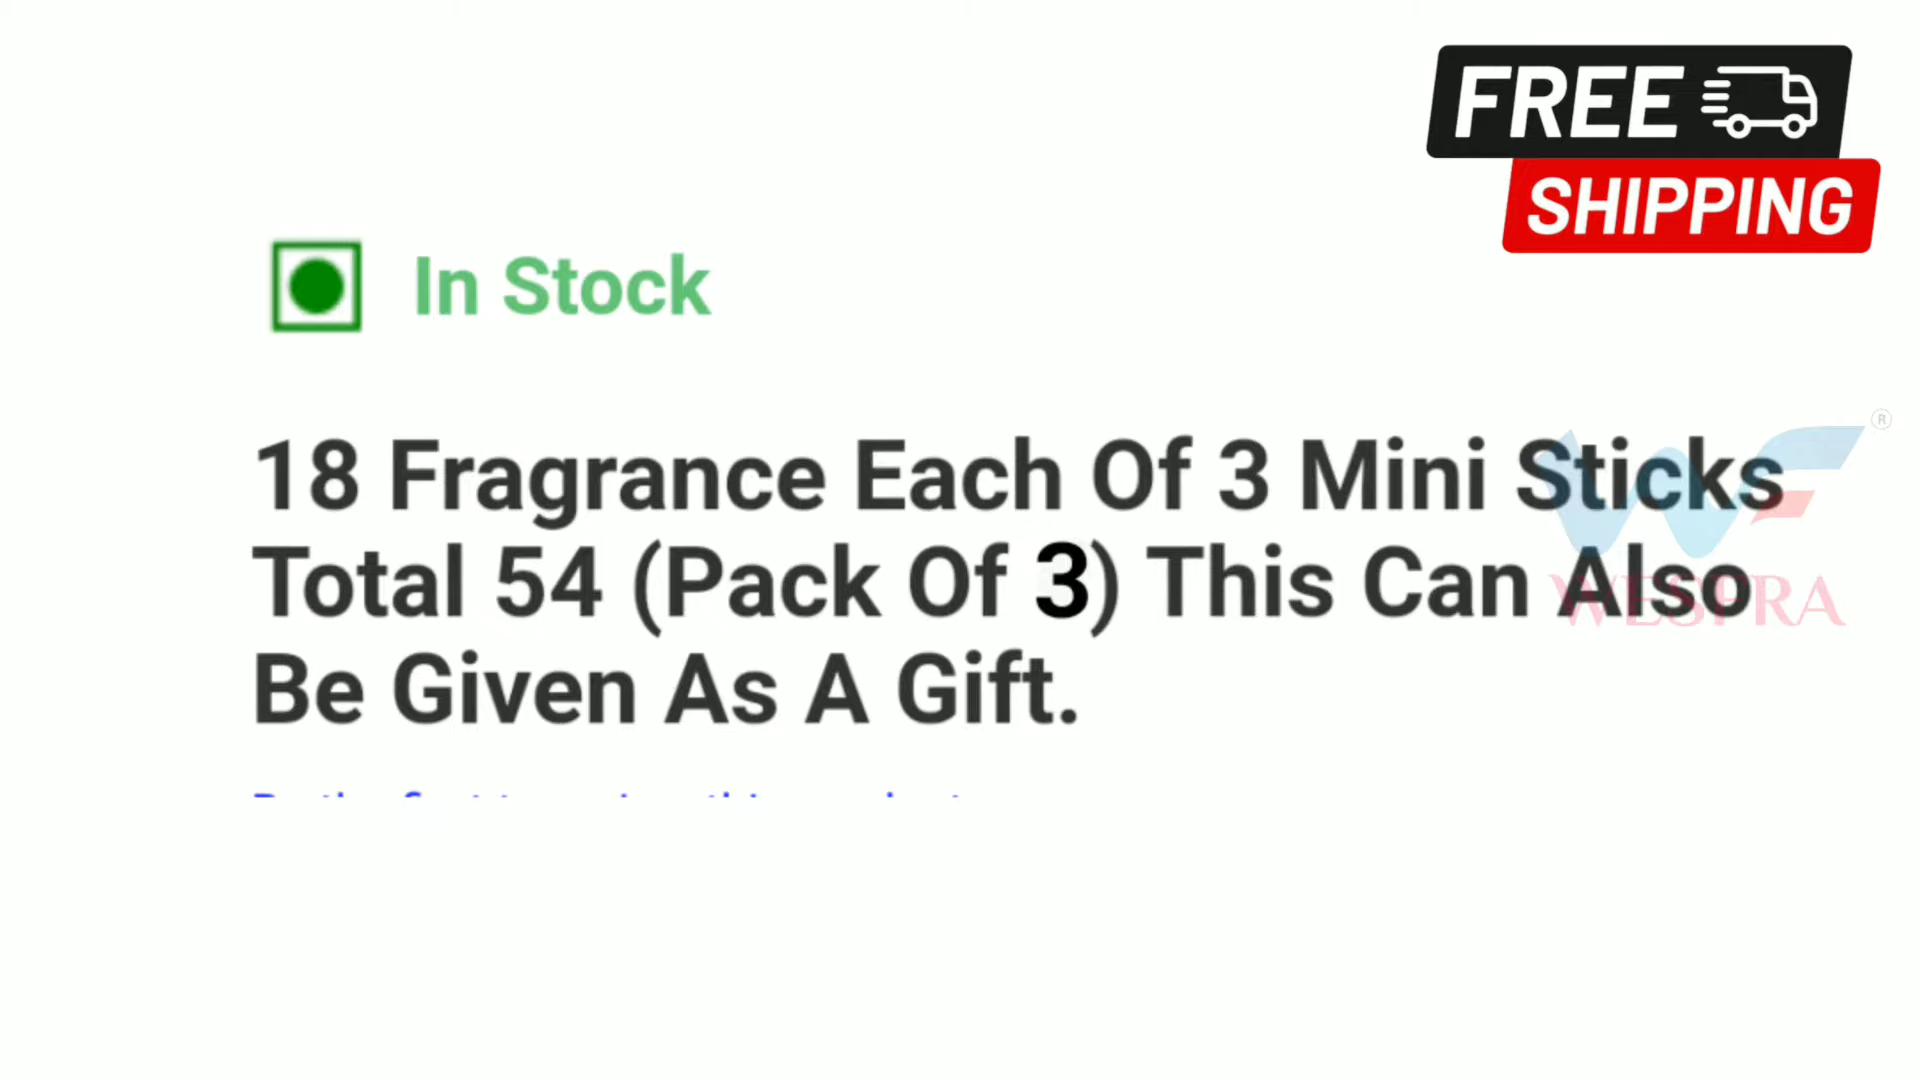 FREE
SHIPPING
In Stock
18 Fragrance Each Of 3 Mini Sticks
Total 54 (Pack Of 3) This Can Also
Be Given As A Gift.
®
WESFRA